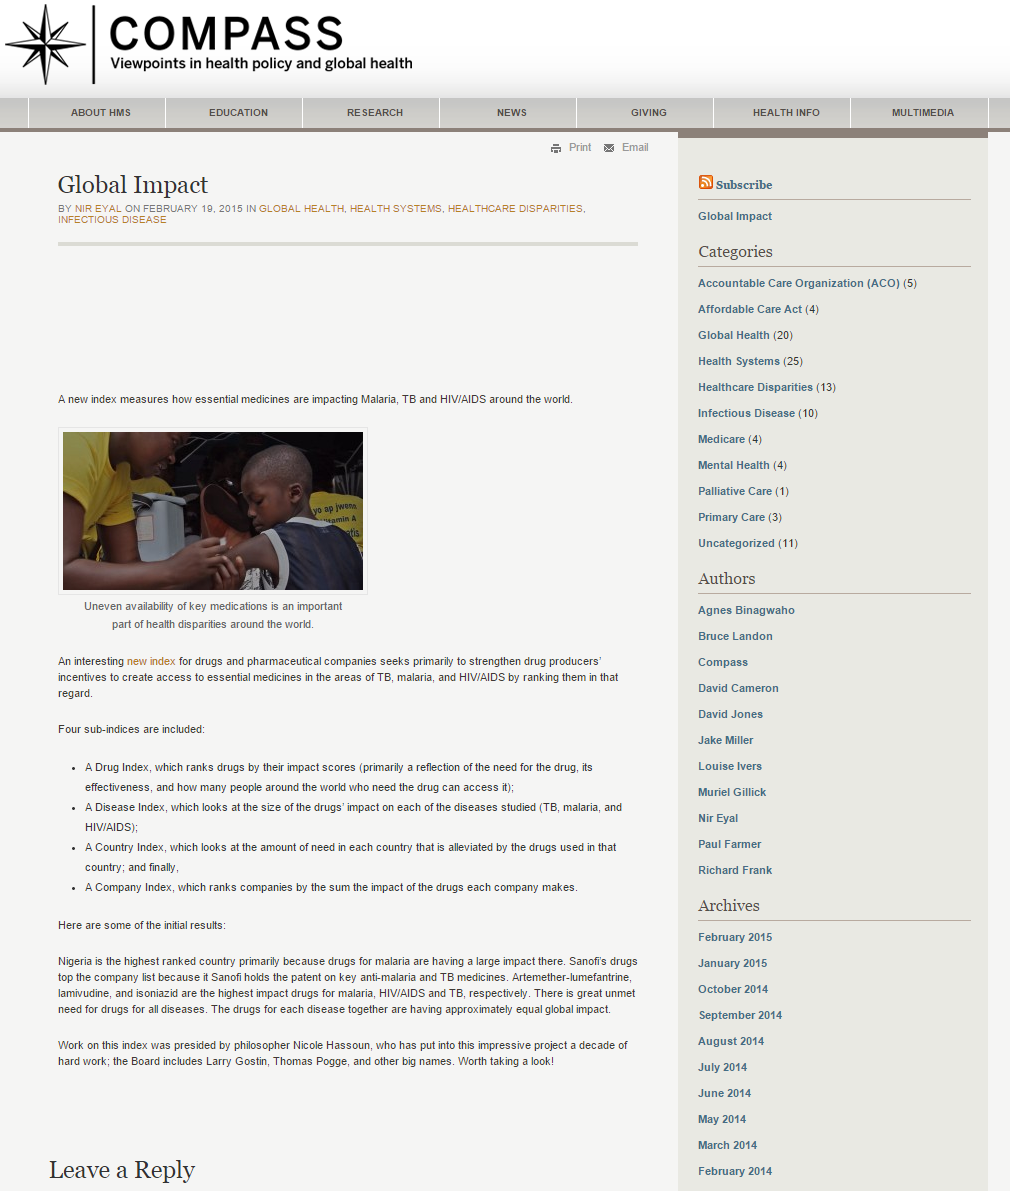 COMPASS
Viewpoints in health policy and global health
ABOUT HMS
EDUCATION
RESEARCH
NEWS
GIVING
HEALTH INFO
MULTIMEDIA
Print
Email
Global Impact
BY NIR EYAL ON FEBRUARY 19, 2015 IN GLOBAL HEALTH, HEALTH SYSTEMS, HEALTHCARE DISPARITIES,
INFECTIOUS DISEASE
A new index measures how essential medicines are impacting Malaria, TB and HIV/AIDS around the world.
yo ap jwenn
Uneven availability of key medications is an important
part of health disparities around the world.
An interesting new index for drugs and pharmaceutical companies seeks primarily to strengthen drug producers’
incentives to create access to essential medicines in the areas of TB, malaria, and HIV/AIDS by ranking them in that
regard.
Four sub-indices are included:
• A Drug Index, which ranks drugs by their impact scores (primarily a reflection of the need for the drug, its
effectiveness, and how many people around the world who need the drug can access it);
• A Disease Index, which looks at the size of the drugs’ impact on each of the diseases studied (TB, malaria, and
HIV/AIDS);
• A Country Index, which looks at the amount of need in each country that is alleviated by the drugs used in that
country; and finally,
• A Company Index, which ranks companies by the sum the impact of the drugs each company makes.
Here are some of the initial results:
Nigeria is the highest ranked country primarily because drugs for malaria are having a large impact there. Sanofi’s drugs
top the company list because it Sanofi holds the patent on key anti-malaria and TB medicines. Artemether-lumefantrine,
lamivudine, and isoniazid are the highest impact drugs for malaria, HIV/AIDS and TB, respectively. There is great unmet
need for drugs for all diseases. The drugs for each disease together are having approximately equal global impact.
Work on this index was presided by philosopher Nicole Hassoun, who has put into this impressive project a decade of
hard work; the Board includes Larry Gostin, Thomas Pogge, and other big names. Worth taking a look!
Leave a Reply
Subscribe
Global Impact
Categories
Accountable Care Organization (ACO) (5)
Affordable Care Act (4)
Global Health (20)
Health Systems (25)
Healthcare Disparities (13)
Infectious Disease (10)
Medicare (4)
Mental Health (4)
Palliative Care (1)
Primary Care (3)
Uncategorized (11)
Authors
Agnes Binagwaho
Bruce Landon
Compass
David Cameron
David Jones
Jake Miller
Louise Ivers
Muriel Gillick
Nir Eyal
Paul Farmer
Richard Frank
Archives
February 2015
January 2015
October 2014
September 2014
August 2014
July 2014
June 2014
May 2014
March 2014
February 2014